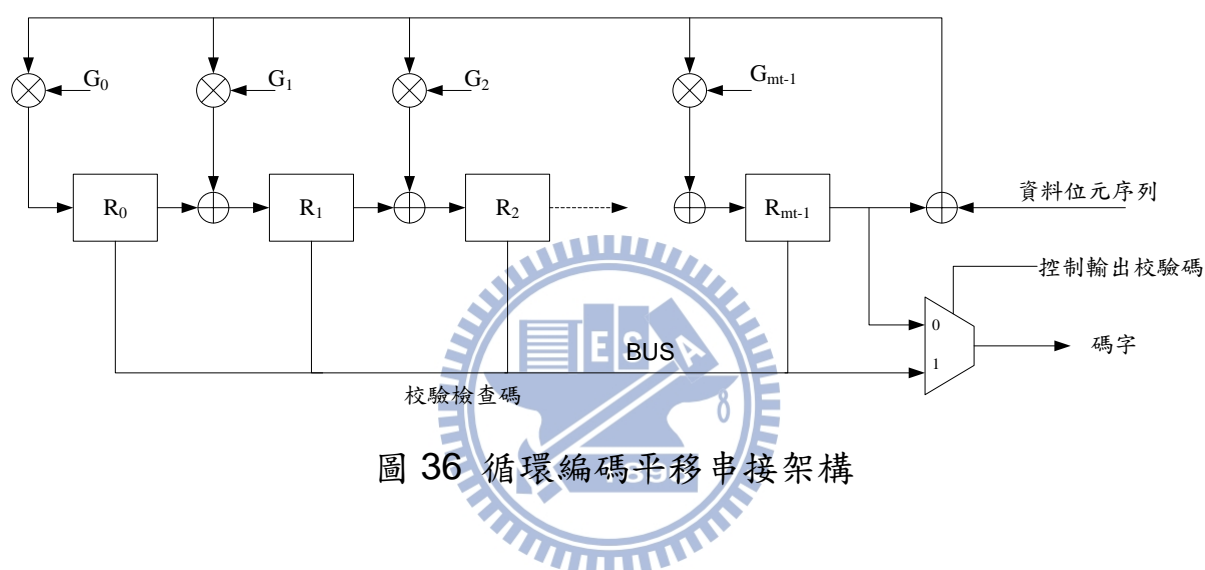 G₀ G₁ G₂ Gₘₜ₋₁
R₀ R₁ R₂ Rₘₜ₋₁
資料位元序列
控制輸出校驗碼
0
1
碼字
BUS
校驗檢查碼
E S A
8
圖 36 循環編碼平移串接架構